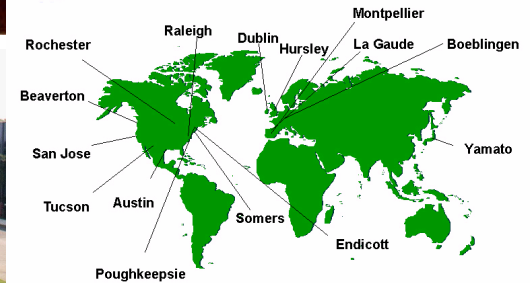 Montpellier
Raleigh
Dublin
Hursley
La Gaude
Boeblingen
Rochester
Beaverton
San Jose
Yamato
Tucson
Austin
Somers
Endicott
Poughkeepsie